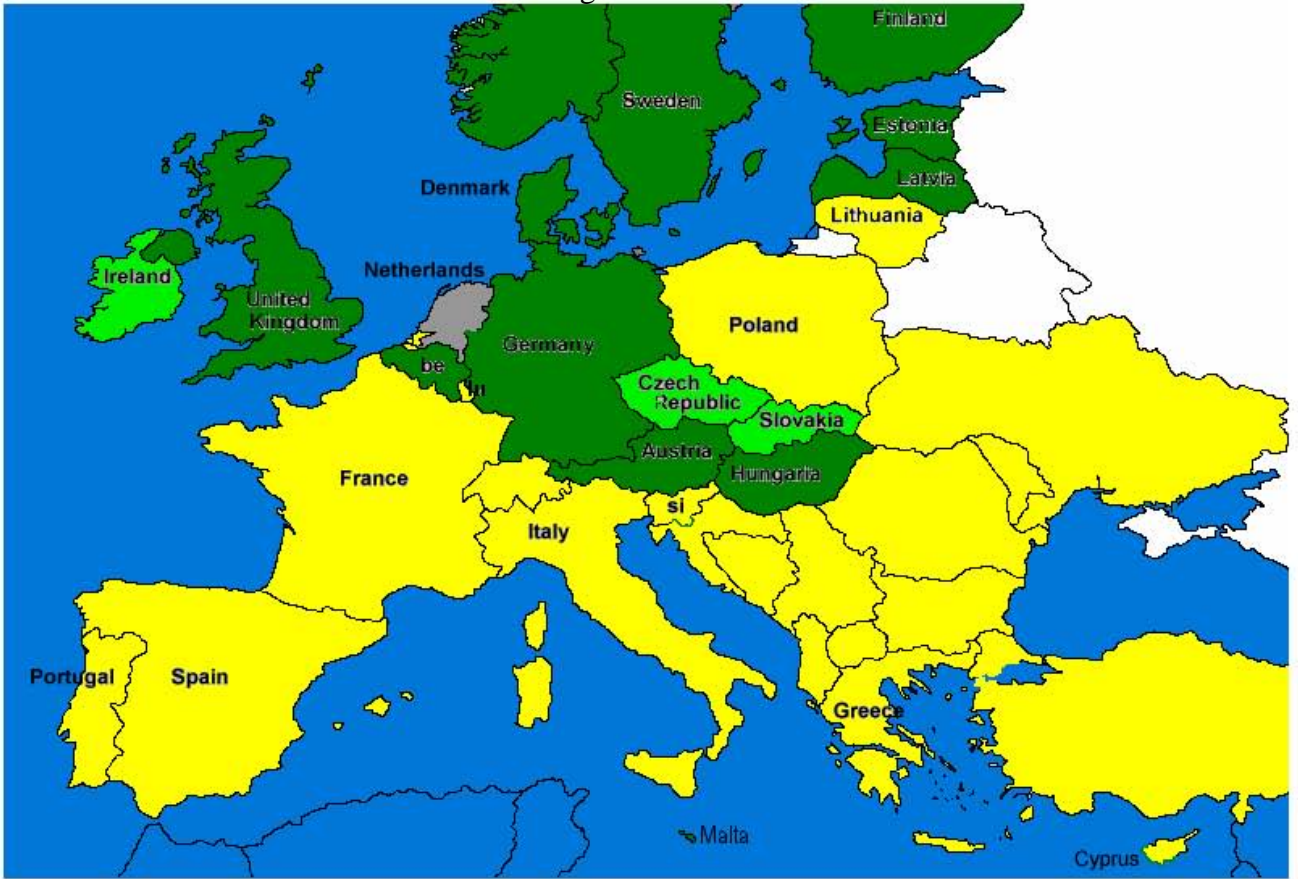 Finland
Sweden
Estonia
Latvia
Denmark
Lithuania
Netherlands
Ireland
United
Kingdom
Poland
Germany
be
lu
Czech
Republic
Slovakia
Austria
Hungaria
France
si
Italy
Portugal
Spain
Greece
Malta
Cyprus